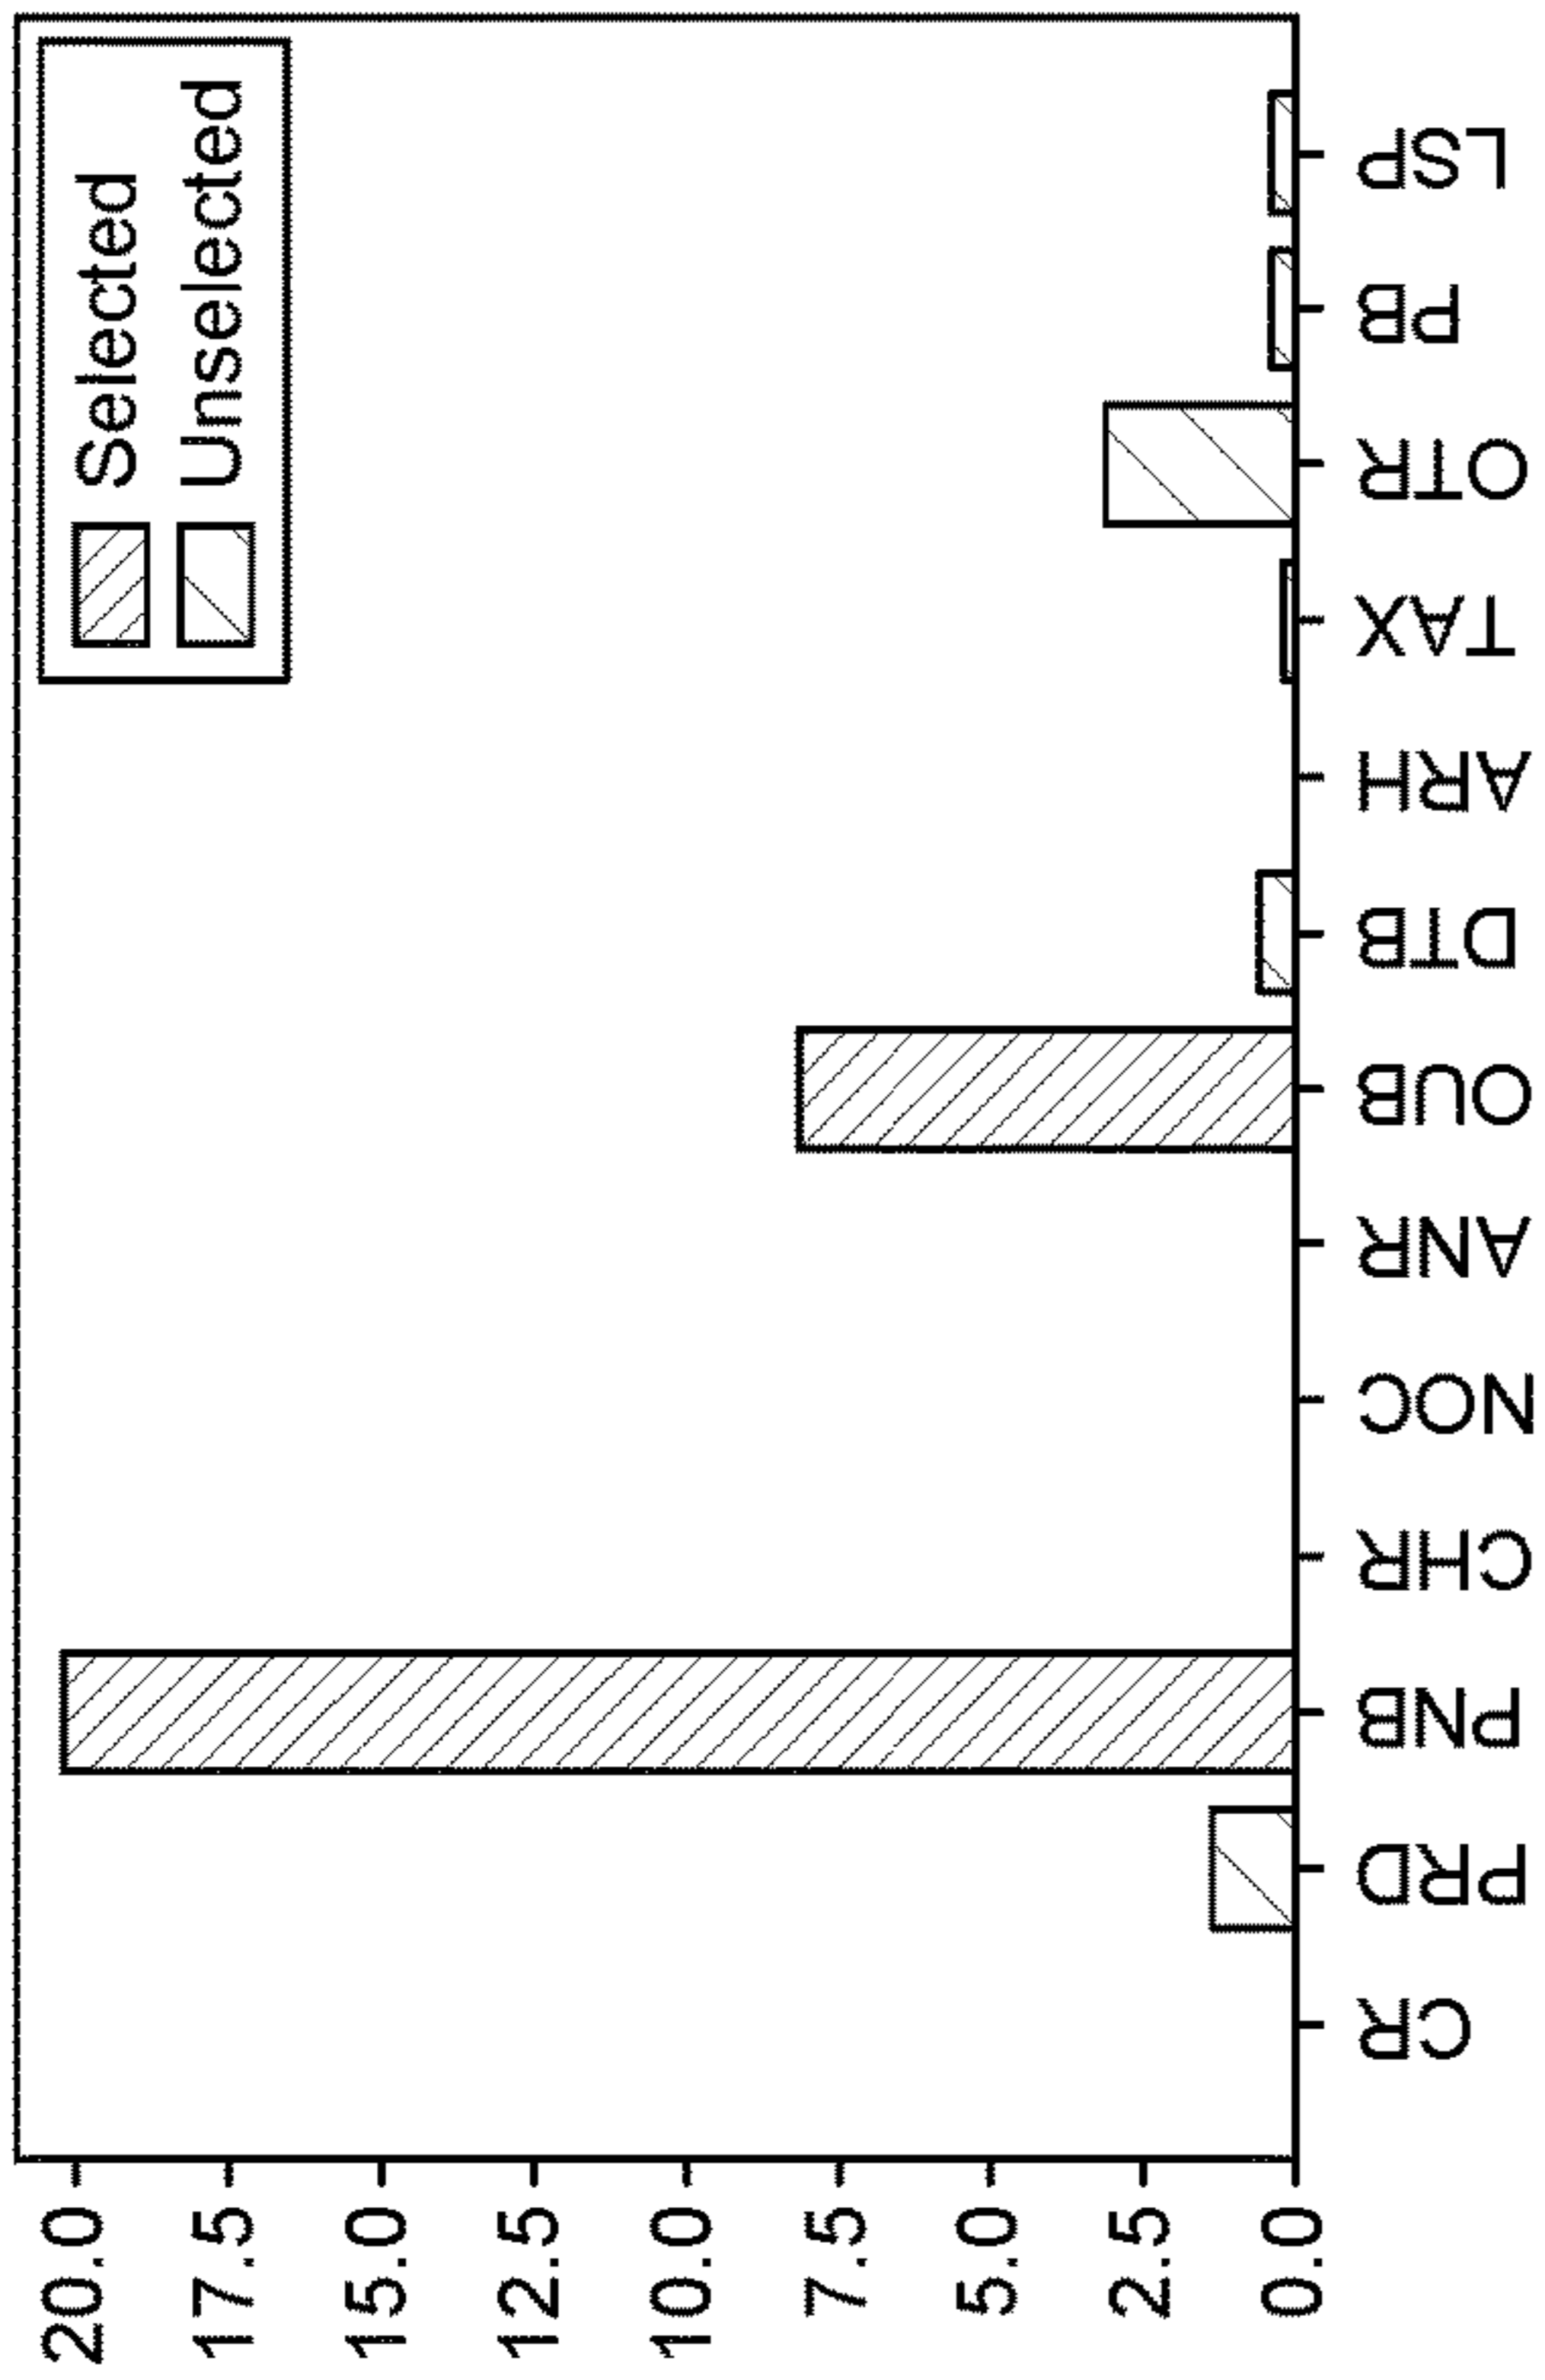 Selected
Unselected
20.0
17.5
15.0
12.5
10.0
7.5
5.0
2.5
0.0
CR
PRD
PNB
CHR
NOC
ANR
OUB
DTB
ARH
TAX
OTR
PB
LSP